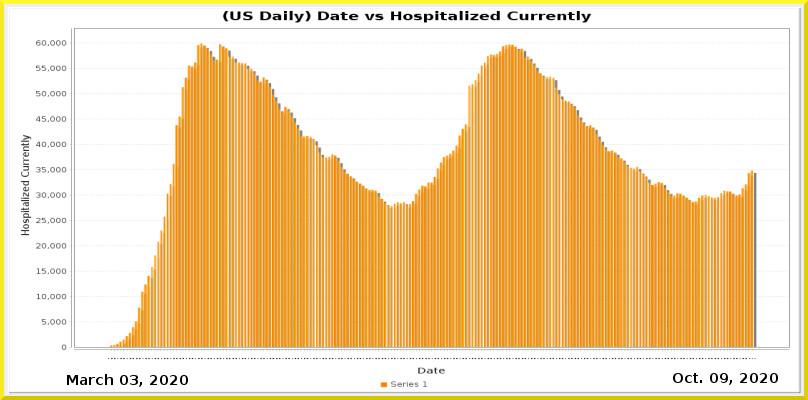 (US Daily) Date vs Hospitalized Currently
Hospitalized Currently
60,000
55,000
50,000
45,000
40,000
35,000
30,000
25,000
20,000
15,000
10,000
5,000
0
Date
March 03, 2020
Oct. 09, 2020
Series 1